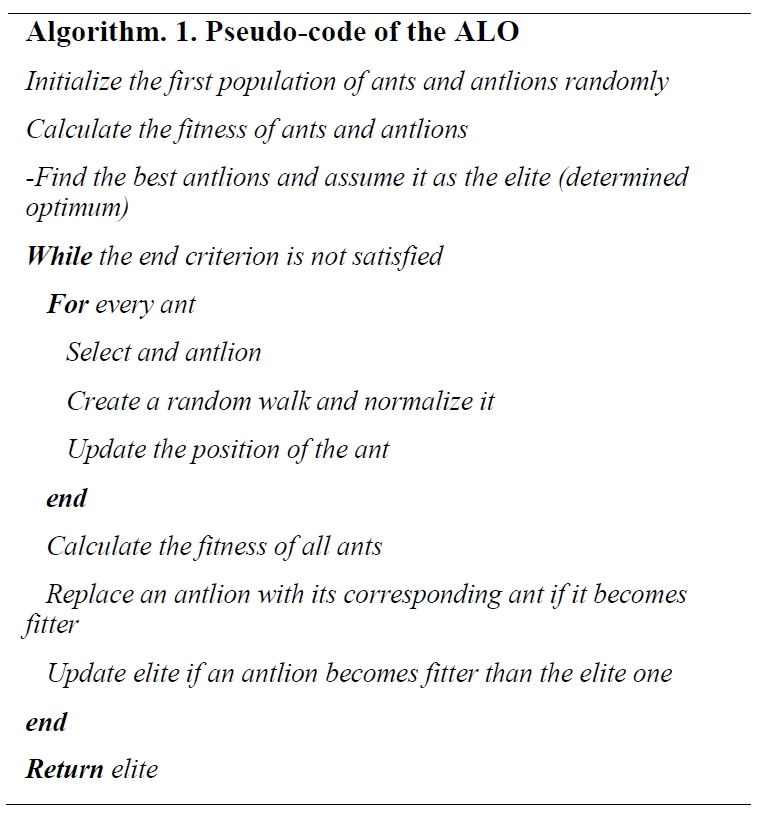 Algorithm. 1. Pseudo-code of the ALO
Initialize the first population of ants and antlions randomly
Calculate the fitness of ants and antlions
-Find the best antlions and assume it as the elite (determined
optimum)
While the end criterion is not satisfied
For every ant
Select and antlion
Create a random walk and normalize it
Update the position of the ant
end
Calculate the fitness of all ants
Replace an antlion with its corresponding ant if it becomes
fitter
Update elite if an antlion becomes fitter than the elite one
end
Return elite